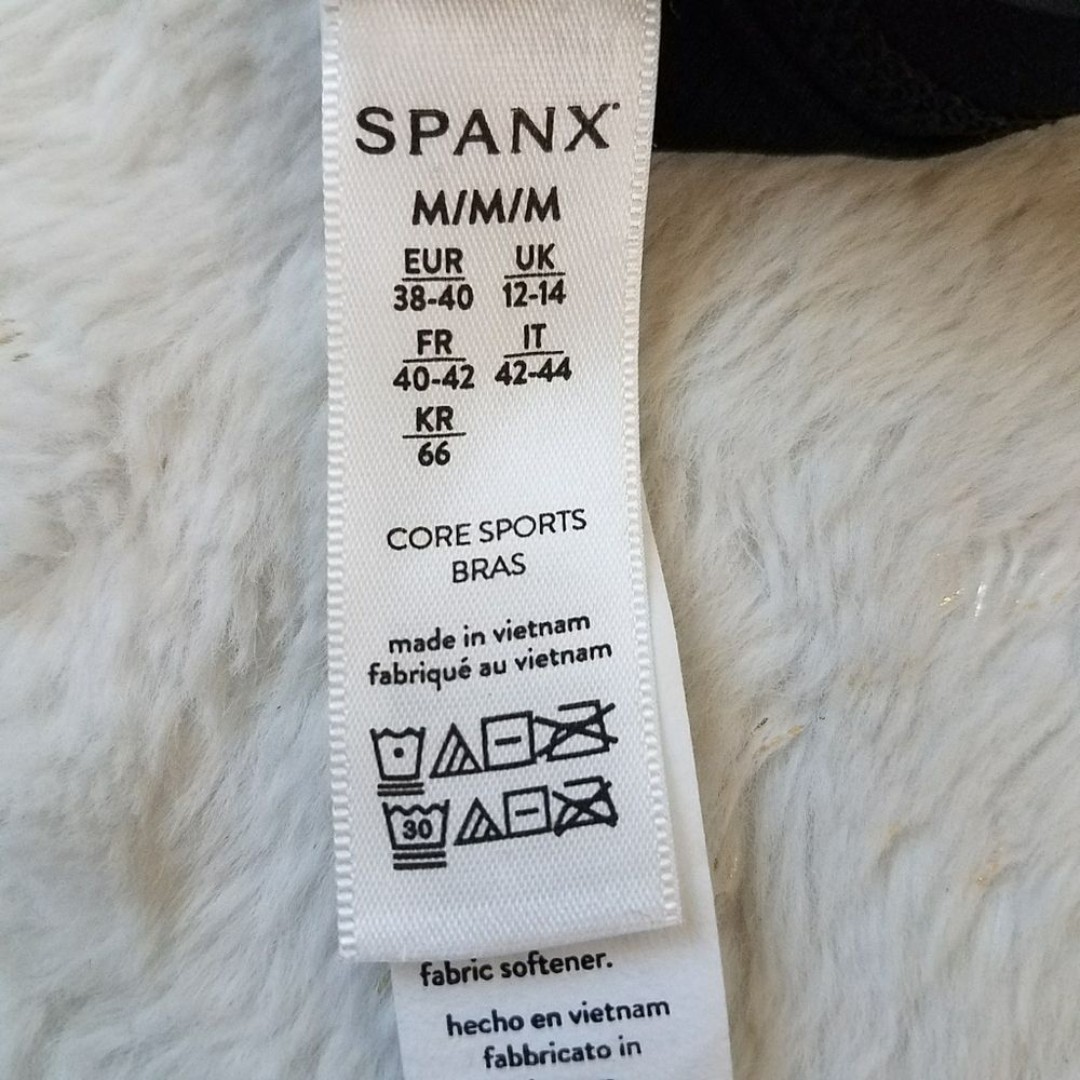 SPANX
M/M/M
EUR UK
38-40 12-14
FR IT
40-42 42-44
KR
66
CORE SPORTS
BRAS
made in vietnam
fabriqué au vietnam
30
fabric softener.
hecho en vietnam
fabbricato in